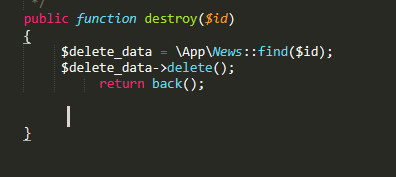 */
public function destroy($id)
{
$delete_data = \App\News::find($id);
$delete_data->delete();
return back();
}